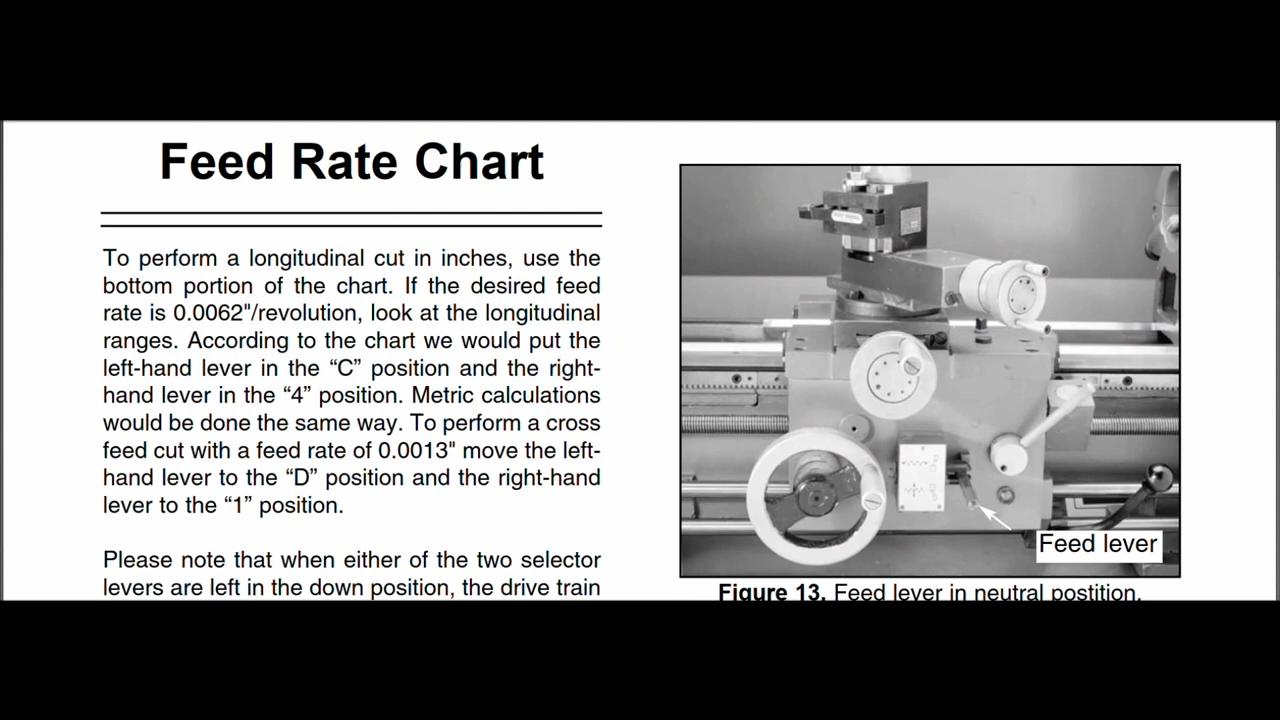 Feed Rate Chart
To perform a longitudinal cut in inches, use the
bottom portion of the chart. If the desired feed
rate is 0.0062"/revolution, look at the longitudinal
ranges. According to the chart we would put the
left-hand lever in the “C” position and the right-
hand lever in the “4” position. Metric calculations
would be done the same way. To perform a cross
feed cut with a feed rate of 0.0013" move the left-
hand lever to the “D” position and the right-hand
lever to the “1” position.
Please note that when either of the two selector
levers are left in the down position, the drive train
Feed lever
Figure 13. Feed lever in neutral postition.